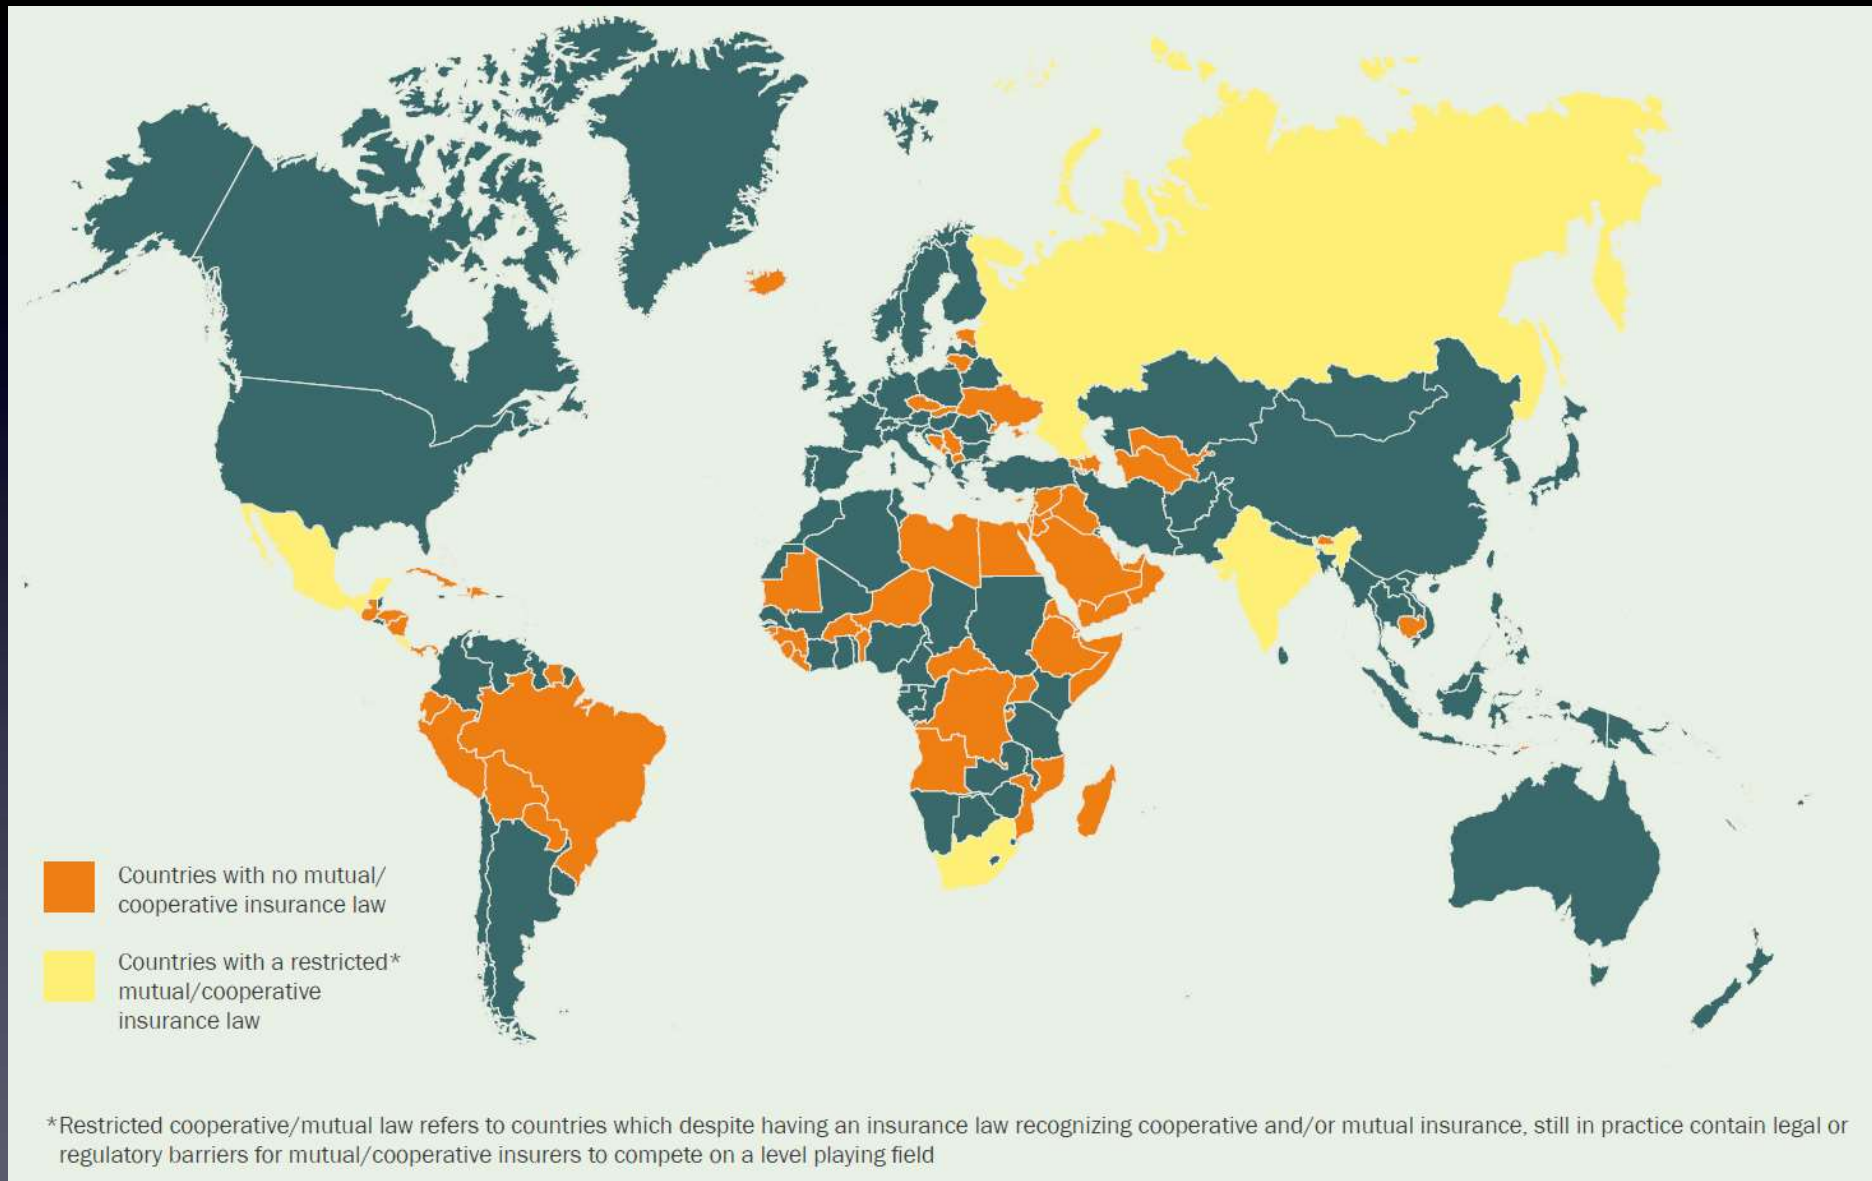 Countries with no mutual/
cooperative insurance law
Countries with a restricted*
mutual/cooperative
insurance law
*Restricted cooperative/mutual law refers to countries which despite having an insurance law recognizing cooperative and/or mutual insurance, still in practice contain legal or
regulatory barriers for mutual/cooperative insurers to compete on a level playing field